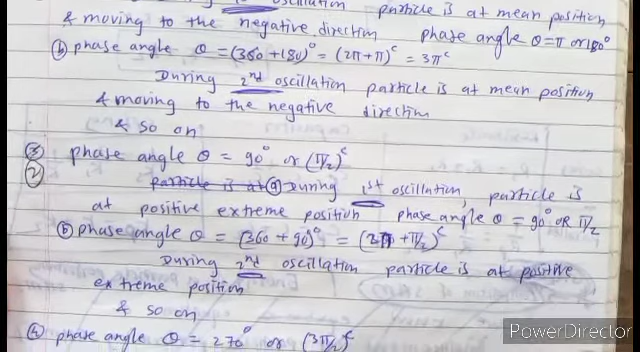 oscillation particle is at mean position
& moving to the negative direction phase angle θ = π or 180°
ⓑ phase angle θ = (360 + 180)° = (2π + π)ᶜ = 3πᶜ
During 2nd oscillation particle is at mean position
& moving to the negative direction
& so on
③ phase angle θ = 90° or (π/2)ᶜ
② particle is at ⓐ During 1st oscillation, particle is
at positive extreme position phase angle θ = 90° OR π/2
ⓑ phase angle θ = (360 + 90)° = (2π + π/2)ᶜ
During 2nd oscillation particle is at positive
extreme position
& so on
④ phase angle θ = 270° or (3π/2)ᶜ
PowerDirector